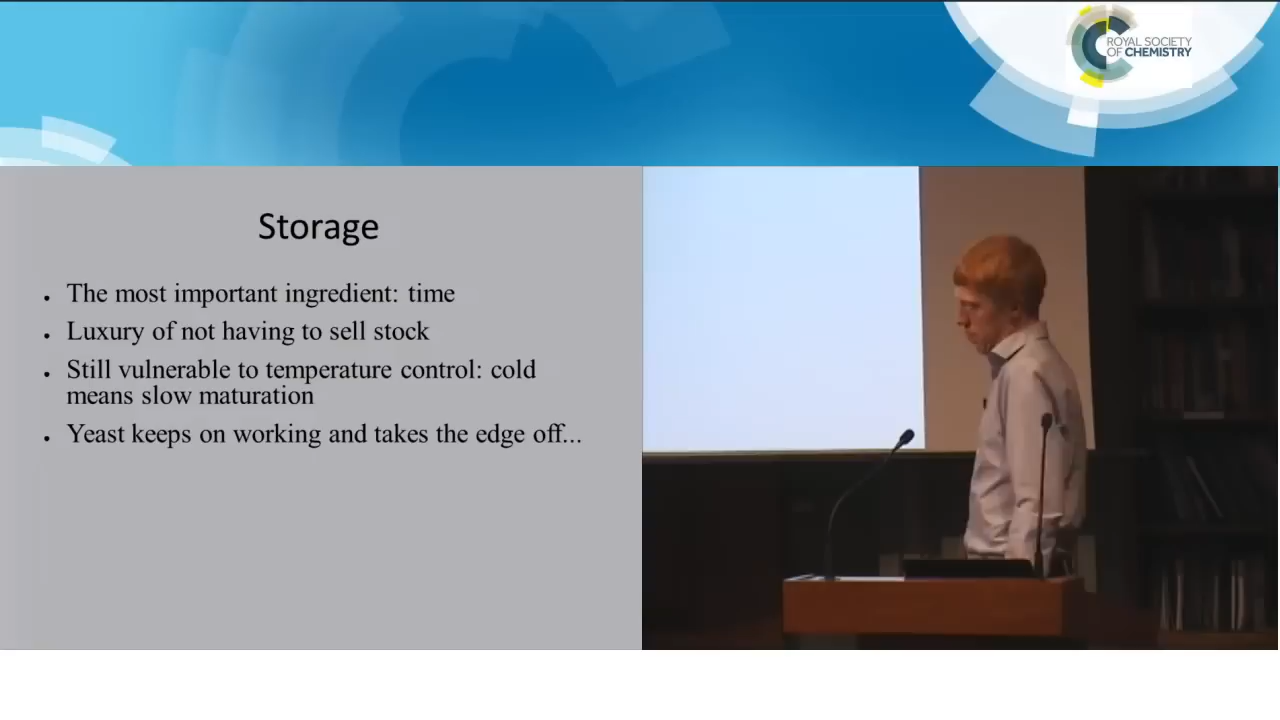 ROYAL SOCIETY
OF CHEMISTRY
Storage
• The most important ingredient: time
• Luxury of not having to sell stock
• Still vulnerable to temperature control: cold
means slow maturation
• Yeast keeps on working and takes the edge off...